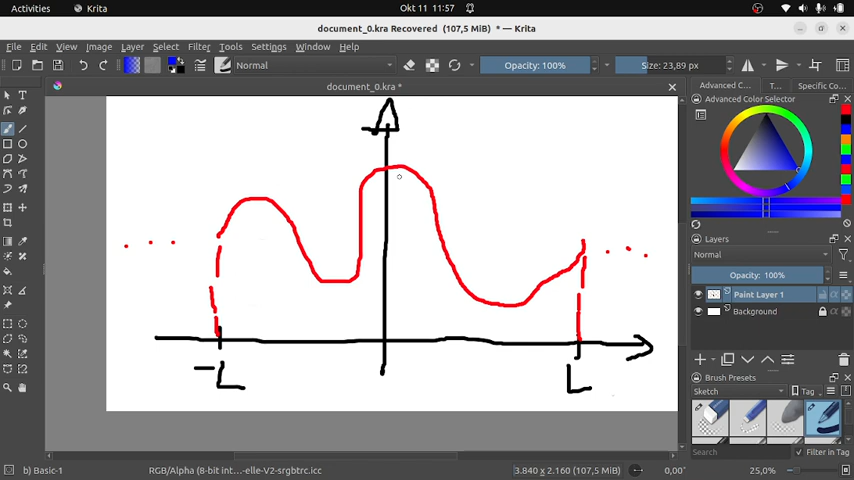 Activities Krita Okt 11 11:57
document_0.kra Recovered (107,5 MiB) * — Krita
File Edit View Image Layer Select Filter Tools Settings Window Help
Normal Opacity: 100% Size: 23,89 px
document_0.kra *
Advanced C... T... Specific Co...
Advanced Color Selector
Layers
Normal
Opacity: 100%
Paint Layer 1
Background
-L L
Brush Presets
Sketch Tag
Search Filter in Tag
b) Basic-1 RGB/Alpha (8-bit int...-elle-V2-srgbtrc.icc 3.840 x 2.160 (107,5 MiB) 0,00° 25,0%